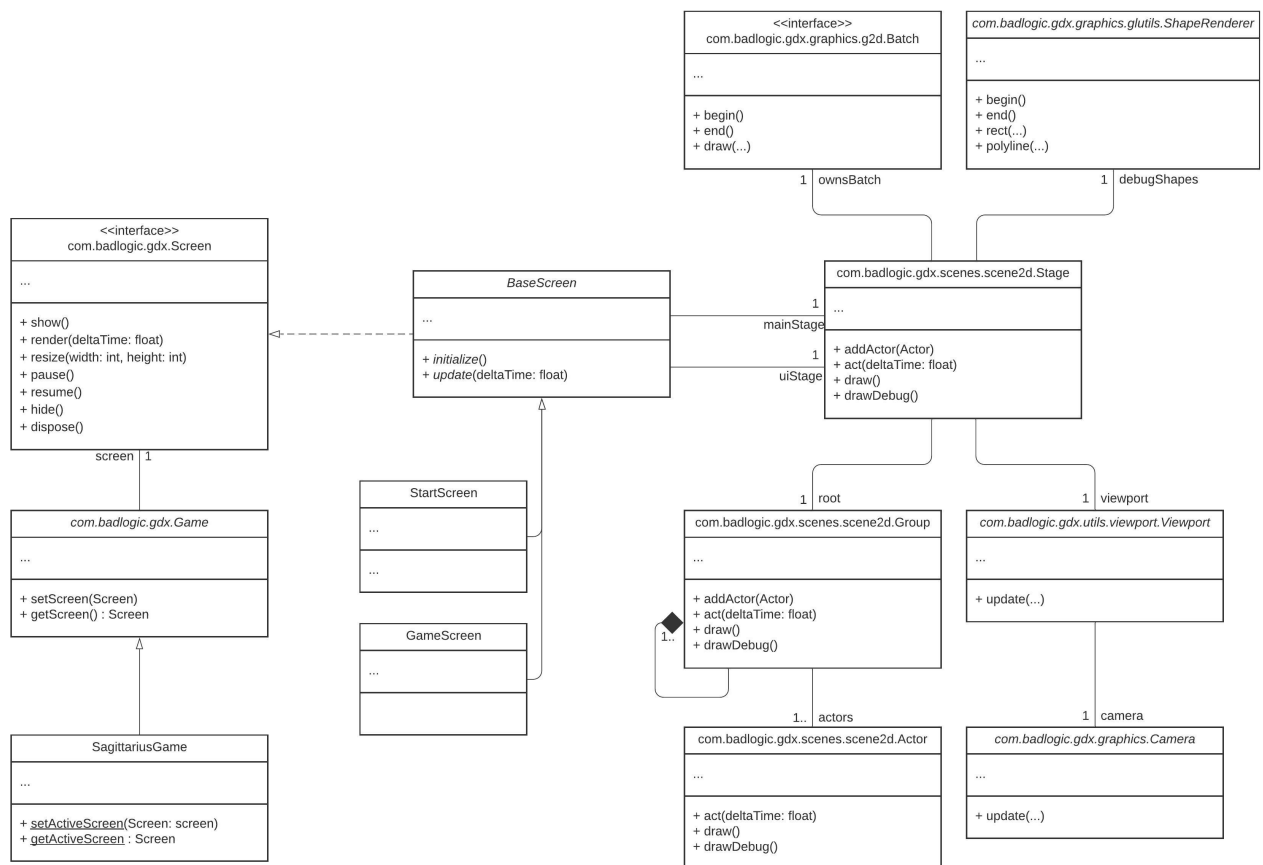 <<interface>>
com.badlogic.gdx.graphics.g2d.Batch
...
+ begin()
+ end()
+ draw(...)
com.badlogic.gdx.graphics.glutils.ShapeRenderer
...
+ begin()
+ end()
+ rect(...)
+ polyline(...)
1 ownsBatch
1 debugShapes
<<interface>>
com.badlogic.gdx.Screen
...
+ show()
+ render(deltaTime: float)
+ resize(width: int, height: int)
+ pause()
+ resume()
+ hide()
+ dispose()
screen 1
BaseScreen
...
+ initialize()
+ update(deltaTime: float)
1
mainStage
1
uiStage
com.badlogic.gdx.scenes.scene2d.Stage
...
+ addActor(Actor)
+ act(deltaTime: float)
+ draw()
+ drawDebug()
1 root
1 viewport
com.badlogic.gdx.Game
...
+ setScreen(Screen)
+ getScreen() : Screen
StartScreen
...
...
GameScreen
...
com.badlogic.gdx.scenes.scene2d.Group
...
+ addActor(Actor)
+ act(deltaTime: float)
+ draw()
+ drawDebug()
1..
com.badlogic.gdx.utils.viewport.Viewport
...
+ update(...)
1.. actors
1 camera
SagittariusGame
...
+ setActiveScreen(Screen: screen)
+ getActiveScreen : Screen
com.badlogic.gdx.scenes.scene2d.Actor
...
+ act(deltaTime: float)
+ draw()
+ drawDebug()
com.badlogic.gdx.graphics.Camera
...
+ update(...)